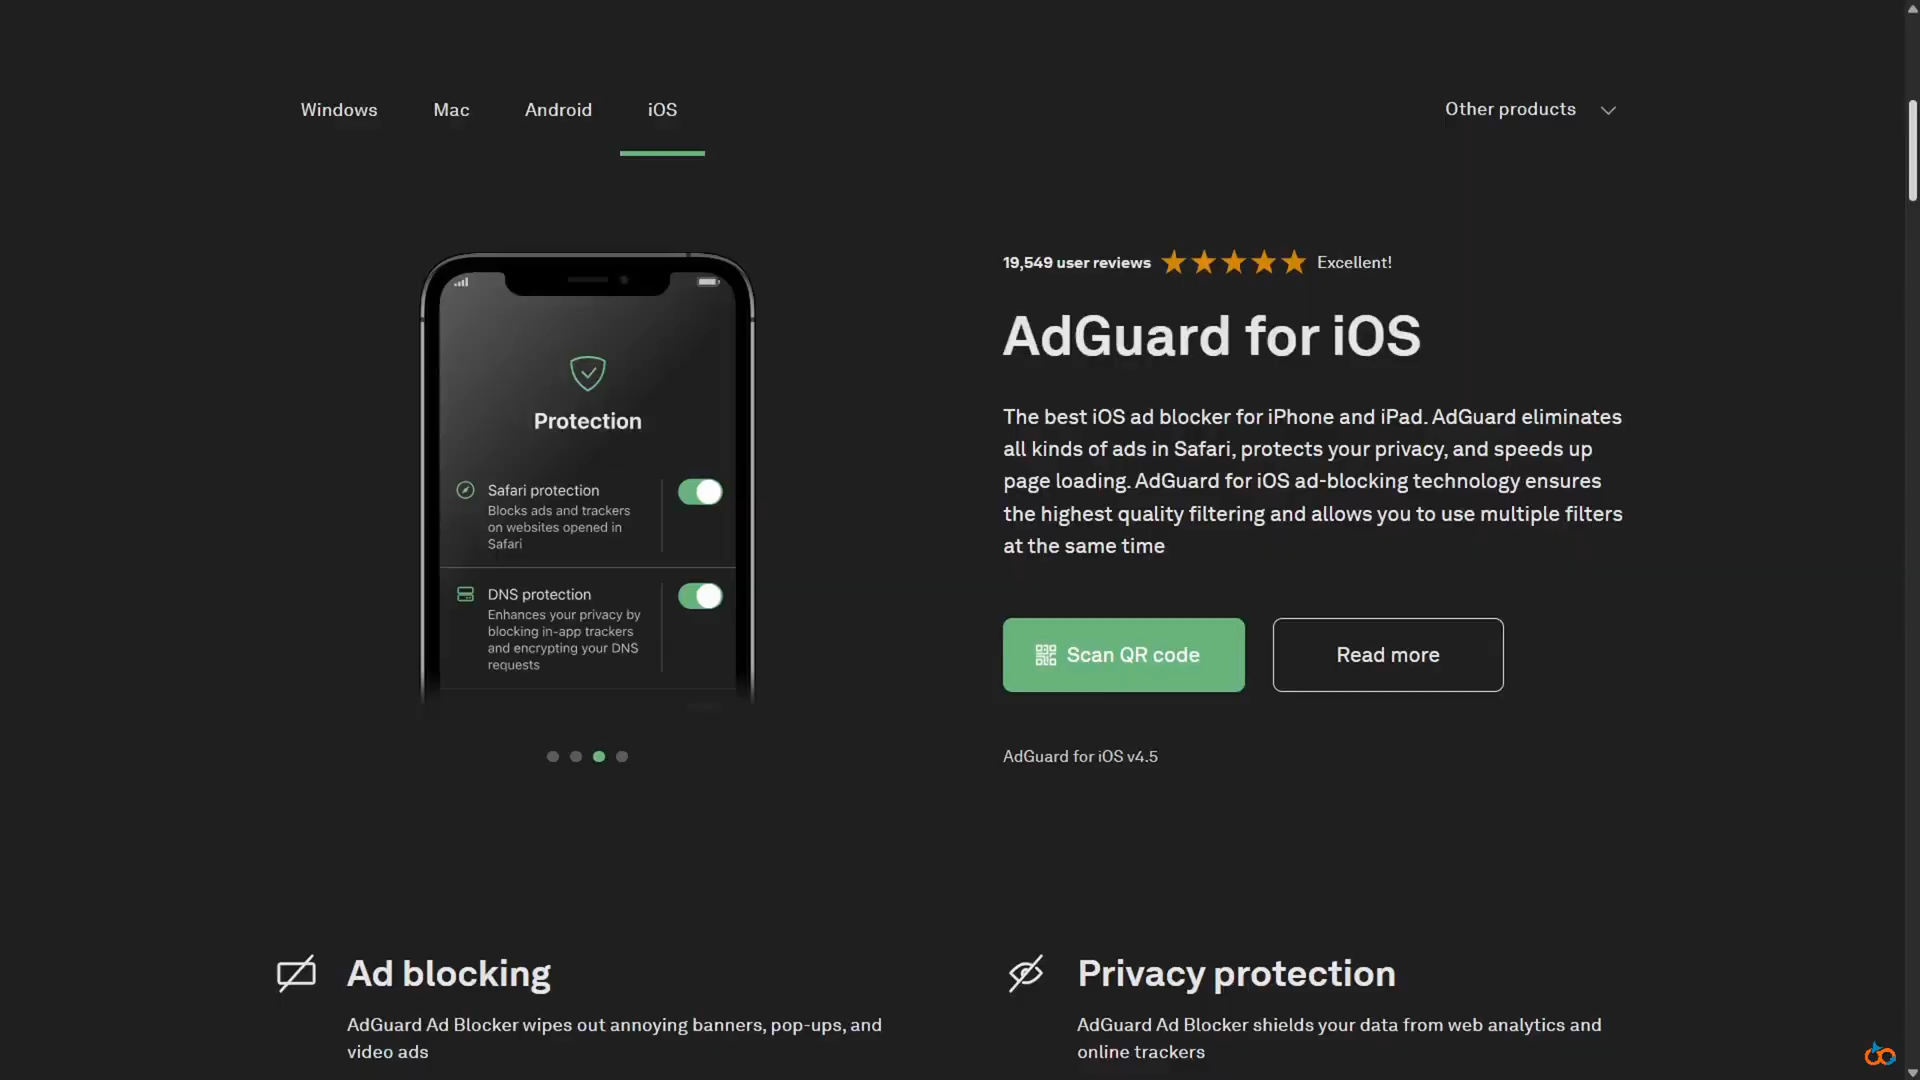 Windows
Mac
Android
iOS
Other products
Protection
Safari protection
Blocks ads and trackers
on websites opened in
Safari
DNS protection
Enhances your privacy by
blocking in-app trackers
and encrypting your DNS
requests
19,549 user reviews
Excellent!
AdGuard for iOS
The best iOS ad blocker for iPhone and iPad. AdGuard eliminates
all kinds of ads in Safari, protects your privacy, and speeds up
page loading. AdGuard for iOS ad-blocking technology ensures
the highest quality filtering and allows you to use multiple filters
at the same time
Scan QR code
Read more
AdGuard for iOS v4.5
Ad blocking
AdGuard Ad Blocker wipes out annoying banners, pop-ups, and
video ads
Privacy protection
AdGuard Ad Blocker shields your data from web analytics and
online trackers